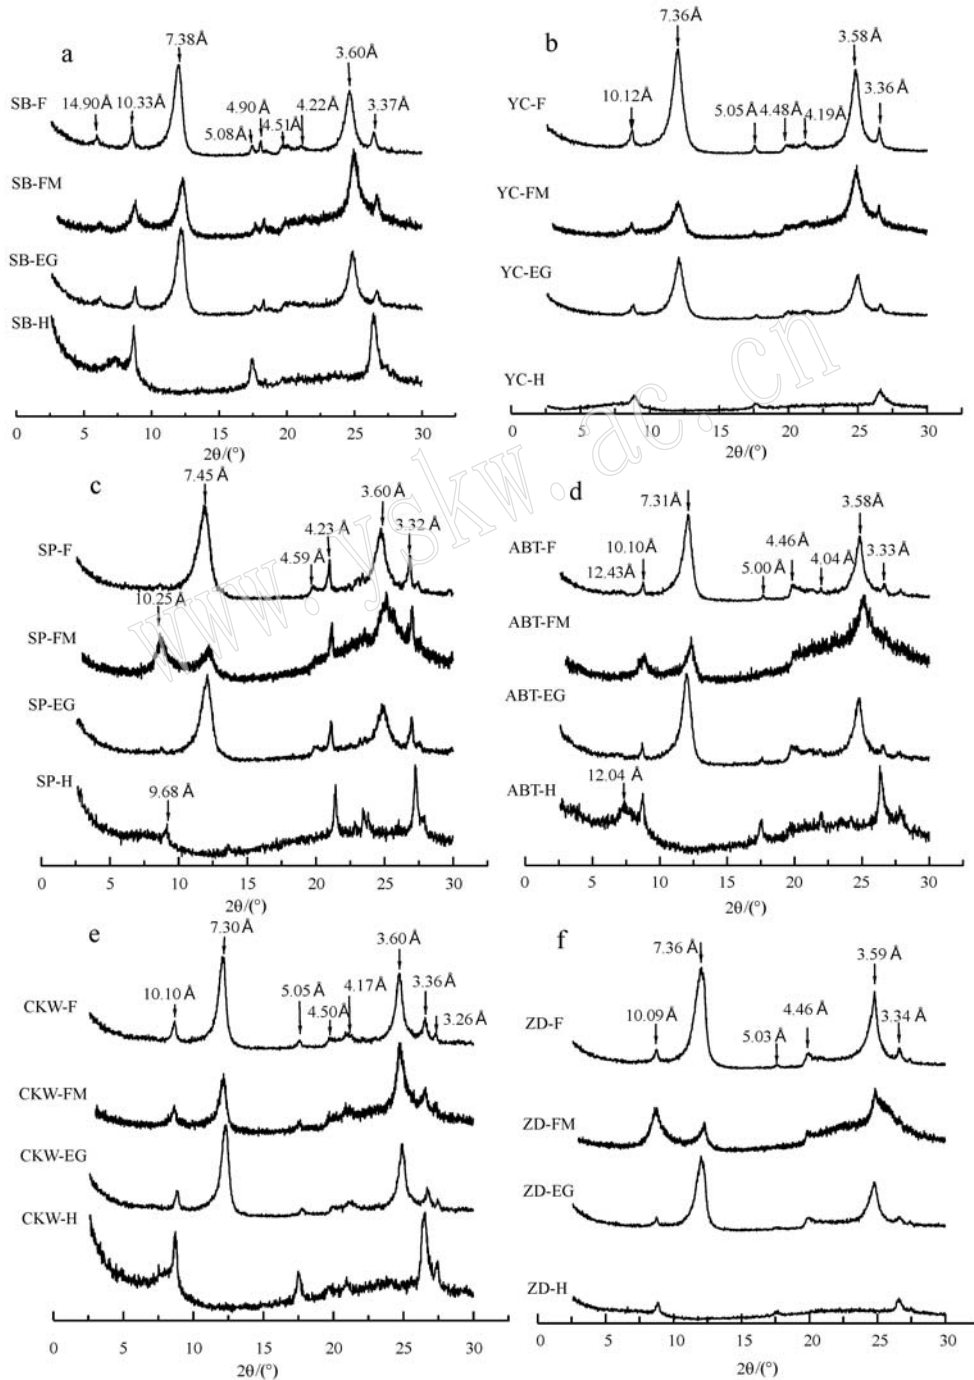 a
7.38Å
3.60Å
SB-F
14.90Å
10.33Å
4.90Å
4.22Å
3.37Å
5.08Å
4.51Å
SB-FM
SB-EG
SB-H
0 5 10 15 20 25 30
2θ/(°)
b
7.36Å
3.58Å
YC-F
10.12Å
5.05Å
4.48Å
4.19Å
3.36Å
YC-FM
YC-EG
YC-H
0 5 10 15 20 25 30
2θ/(°)
c
7.45Å
3.60Å
SP-F
4.59Å
4.23Å
3.32Å
10.25Å
SP-FM
SP-EG
SP-H
9.68Å
0 5 10 15 20 25 30
2θ/(°)
d
7.31Å
3.58Å
ABT-F
10.10Å
12.43Å
5.00Å
4.46Å
4.04Å
3.33Å
ABT-FM
ABT-EG
ABT-H
12.04 Å
0 5 10 15 20 25 30
2θ/(°)
e
7.30Å
3.60Å
CKW-F
10.10Å
5.05Å
4.50Å
4.17Å
3.36Å
3.26Å
CKW-FM
CKW-EG
CKW-H
0 5 10 15 20 25 30
2θ/(°)
f
7.36Å
3.59Å
ZD-F
10.09Å
5.03Å
4.46Å
3.34Å
ZD-FM
ZD-EG
ZD-H
0 5 10 15 20 25 30
2θ/(°)
www.yskw.ac.cn